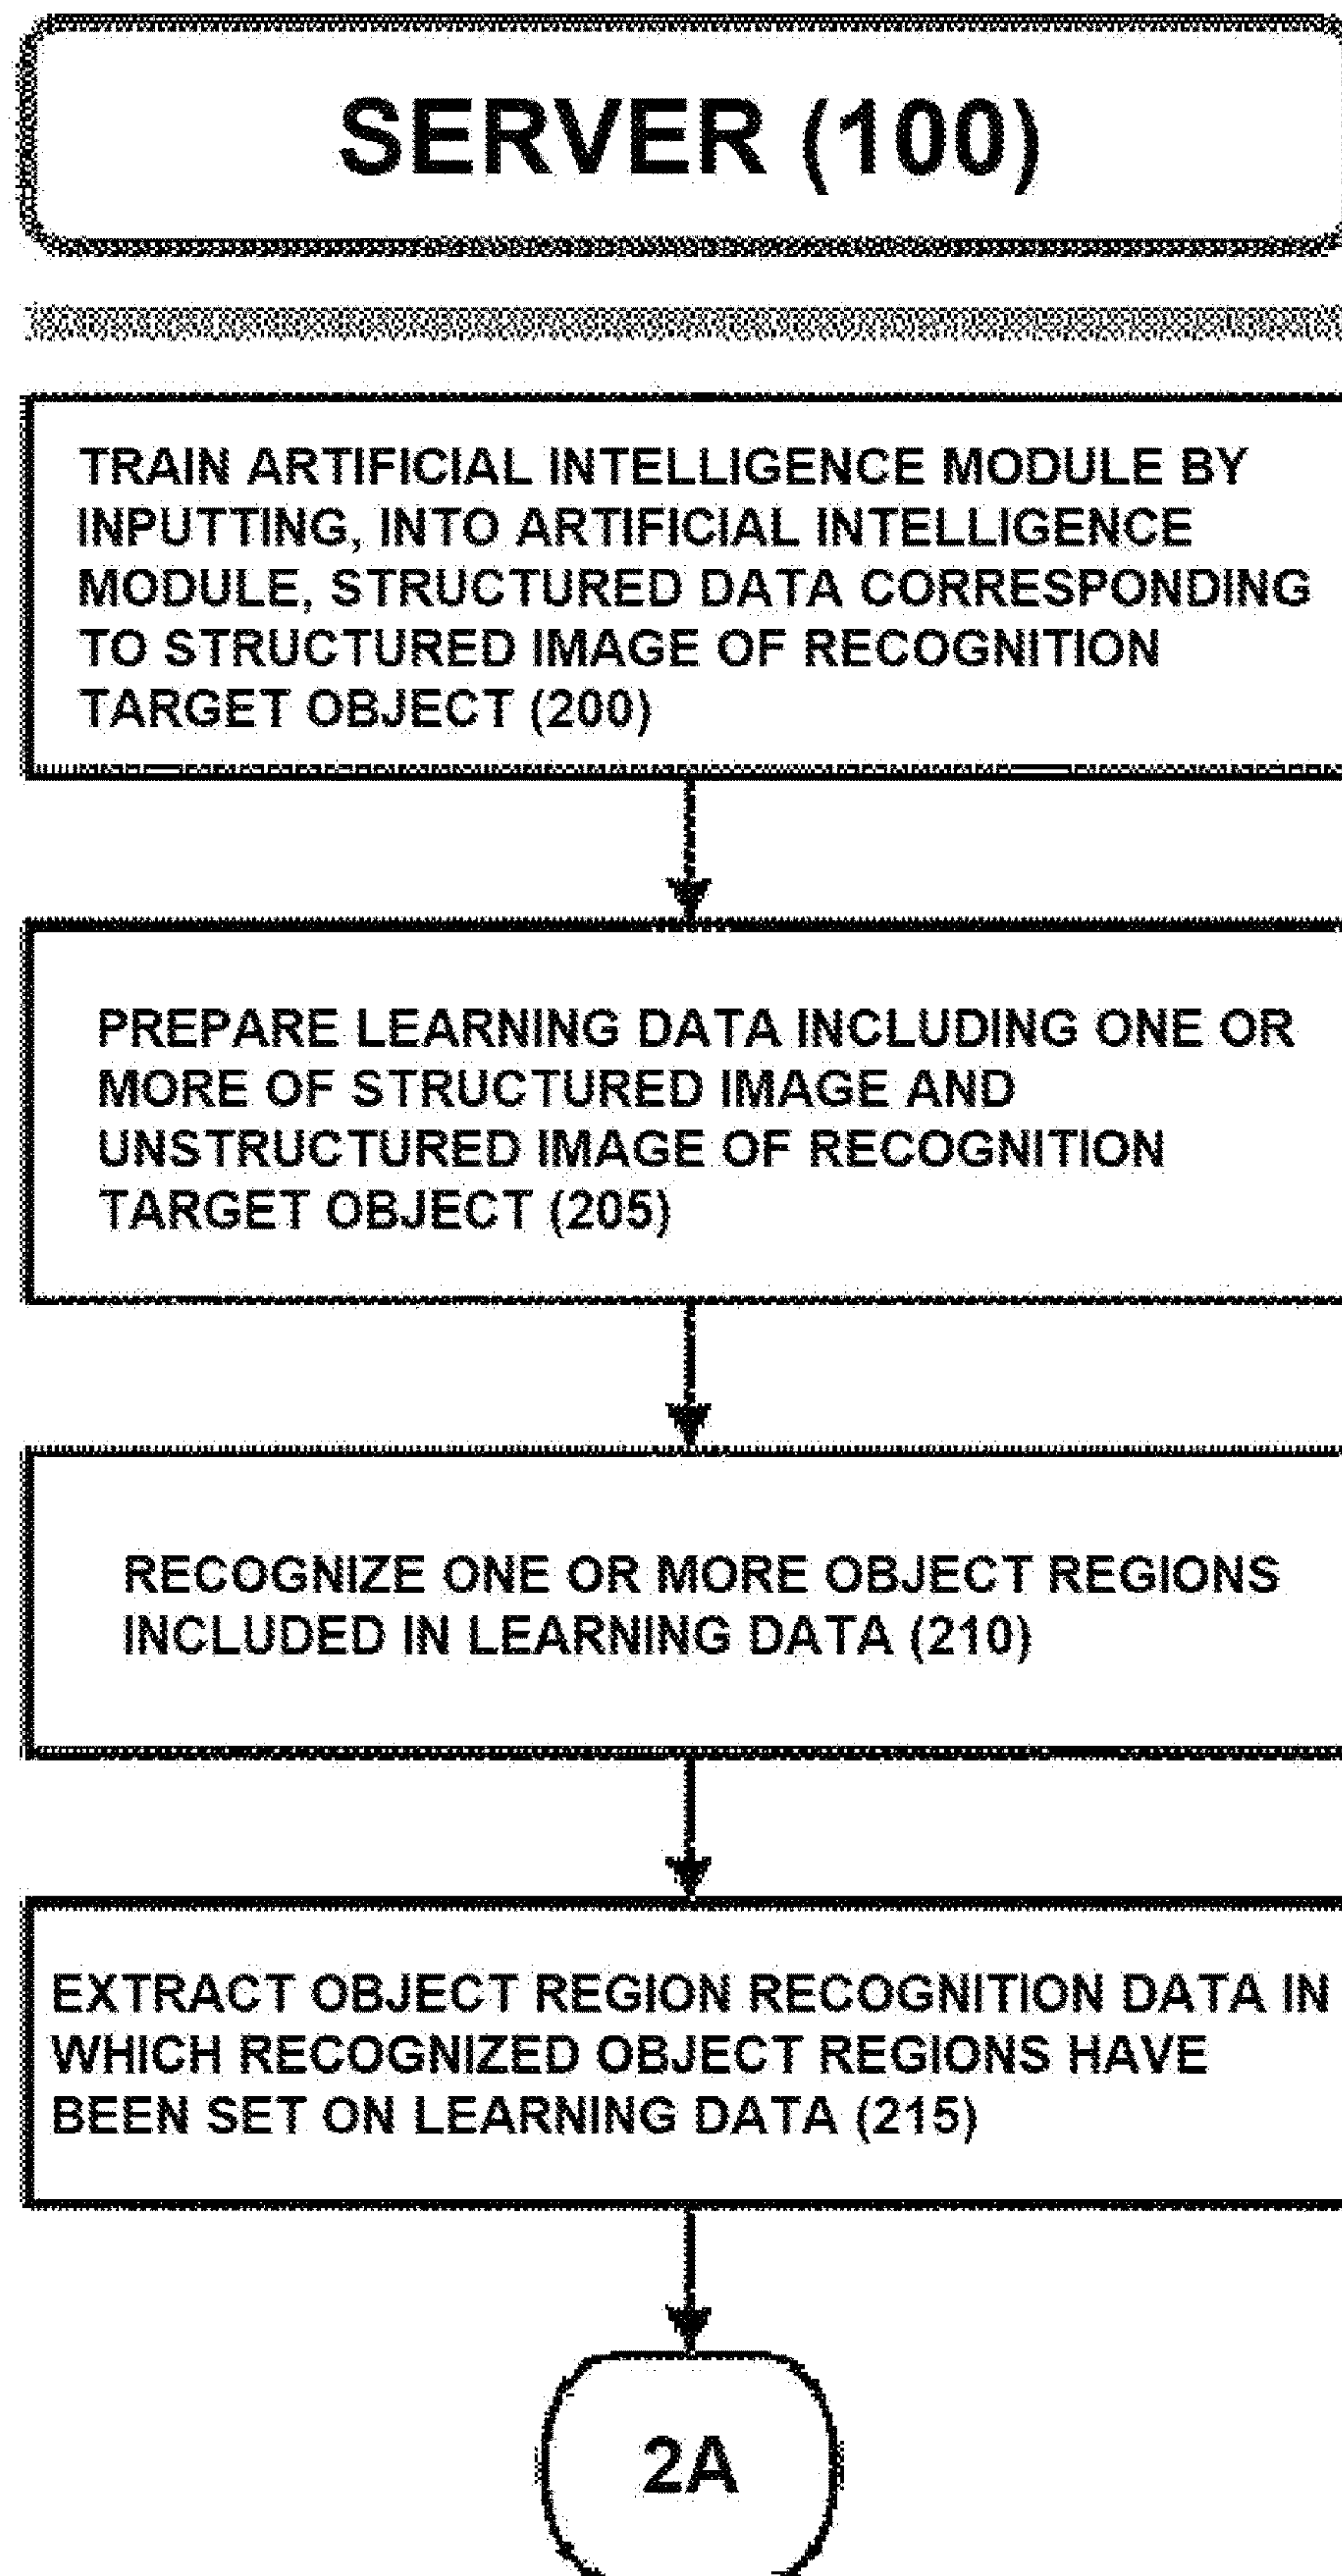 SERVER (100)
TRAIN ARTIFICIAL INTELLIGENCE MODULE BY
INPUTTING, INTO ARTIFICIAL INTELLIGENCE
MODULE, STRUCTURED DATA CORRESPONDING
TO STRUCTURED IMAGE OF RECOGNITION
TARGET OBJECT (200)
PREPARE LEARNING DATA INCLUDING ONE OR
MORE OF STRUCTURED IMAGE AND
UNSTRUCTURED IMAGE OF RECOGNITION
TARGET OBJECT (205)
RECOGNIZE ONE OR MORE OBJECT REGIONS
INCLUDED IN LEARNING DATA (210)
EXTRACT OBJECT REGION RECOGNITION DATA IN
WHICH RECOGNIZED OBJECT REGIONS HAVE
BEEN SET ON LEARNING DATA (215)
2A